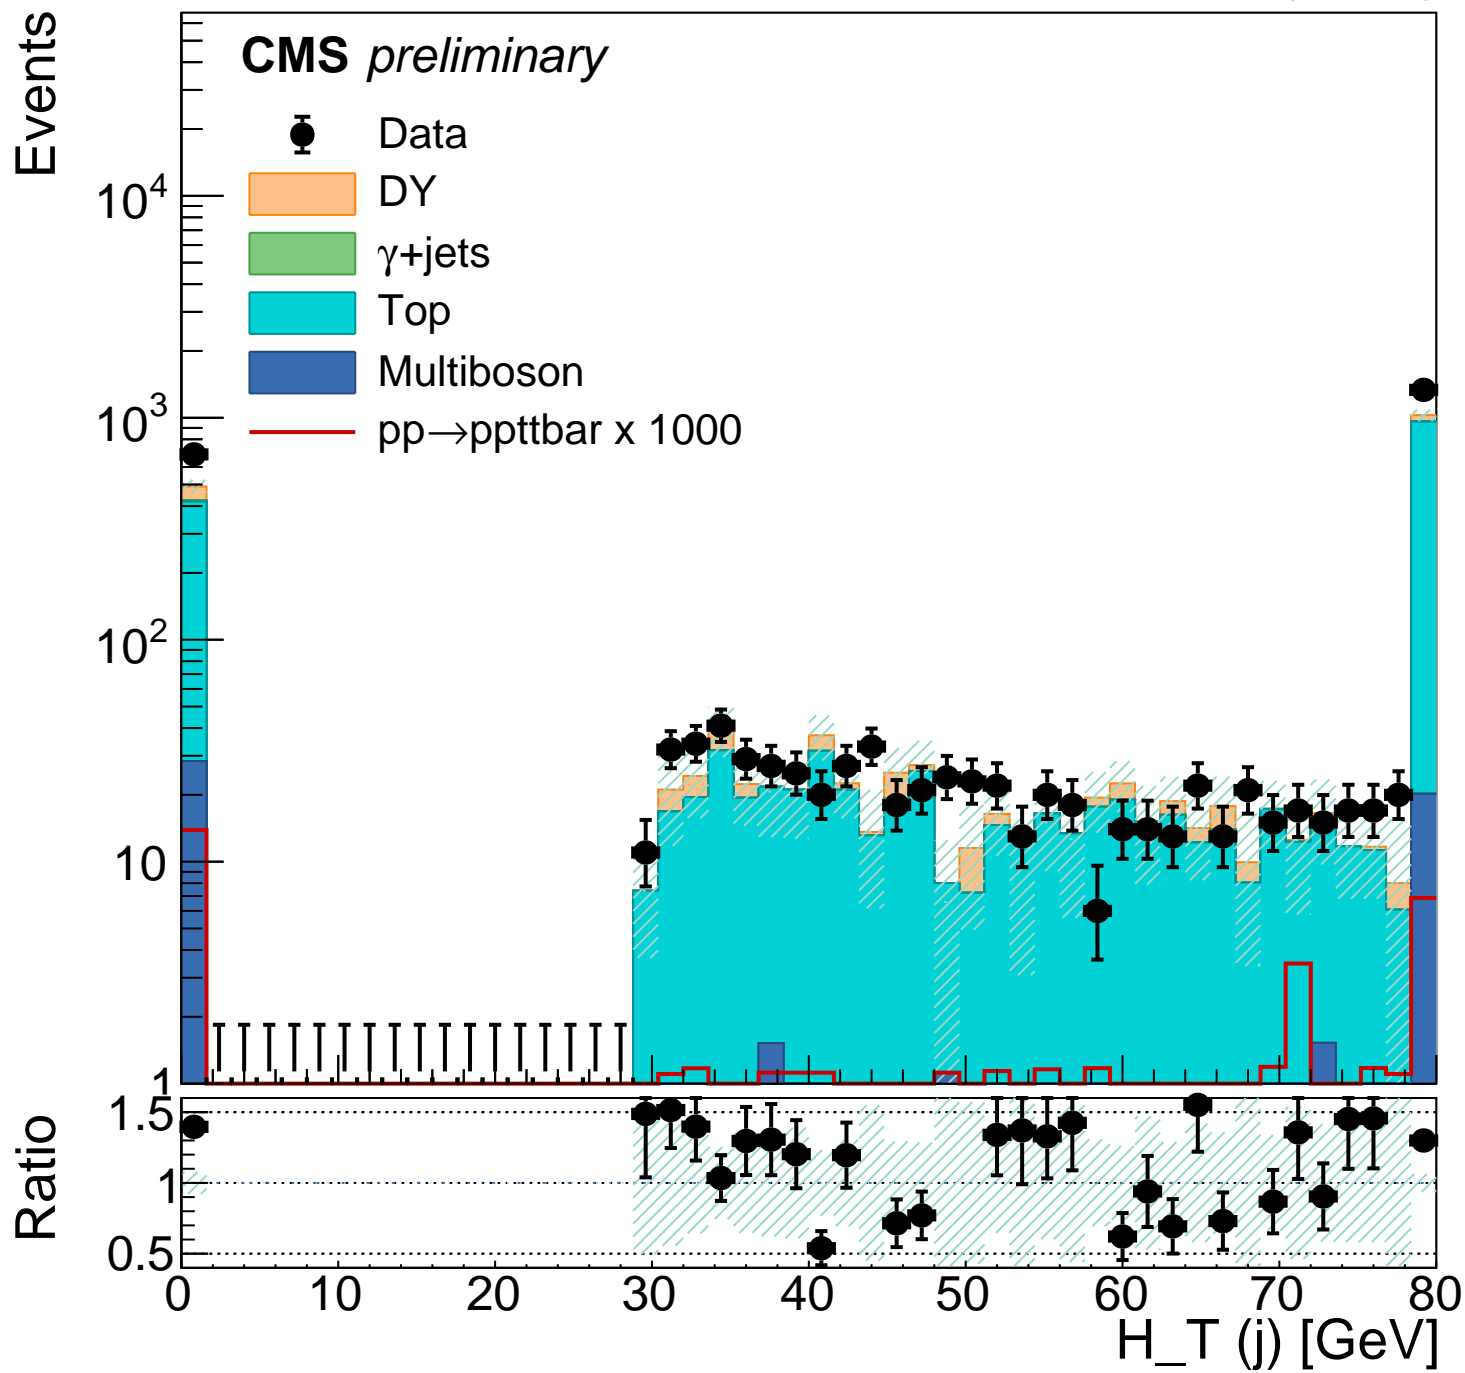 Events
CMS preliminary
Data
DY
γ+jets
Top
Multiboson
pp→ppttbar x 1000
10⁴
10³
10²
10
1
Ratio
1.5
1
0.5
0 10 20 30 40 50 60 70 80
H_T (j) [GeV]